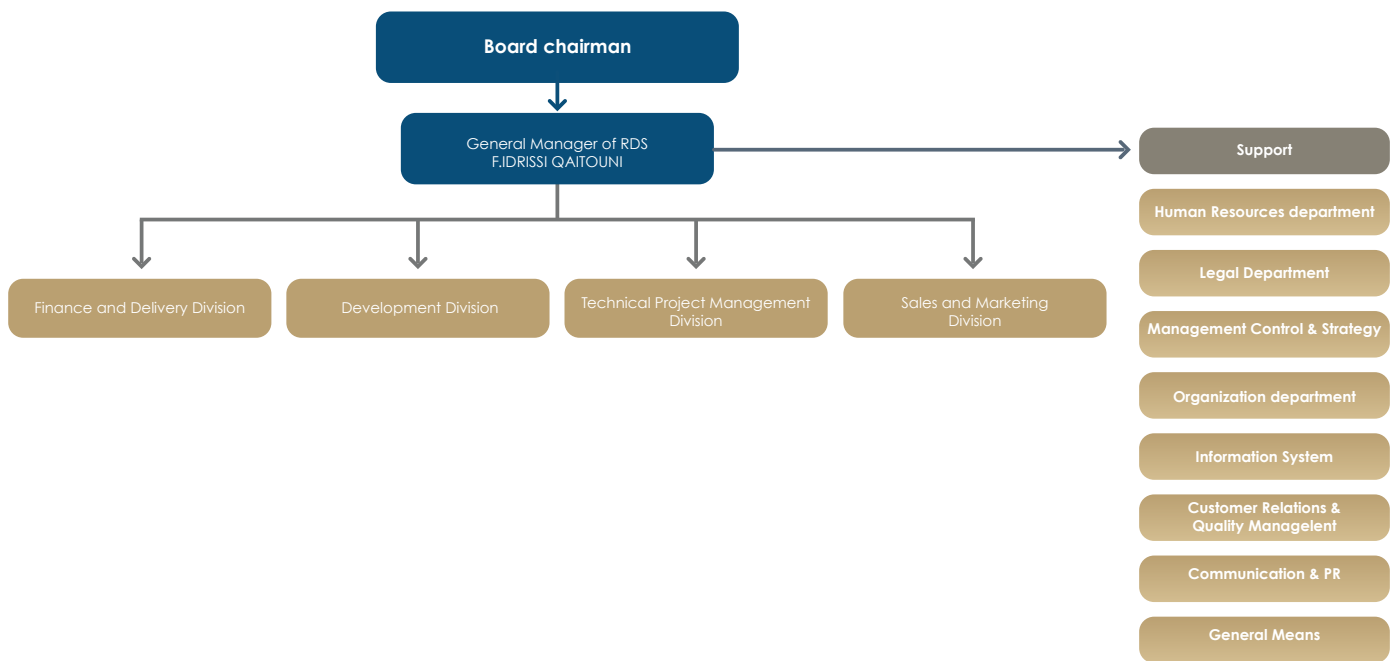 Board chairman
General Manager of RDS
F.IDRISSI QAITOUNI
Support
Human Resources department
Legal Department
Management Control & Strategy
Organization department
Information System
Customer Relations &
Quality Managelent
Communication & PR
General Means
Finance and Delivery Division
Development Division
Technical Project Management
Division
Sales and Marketing
Division